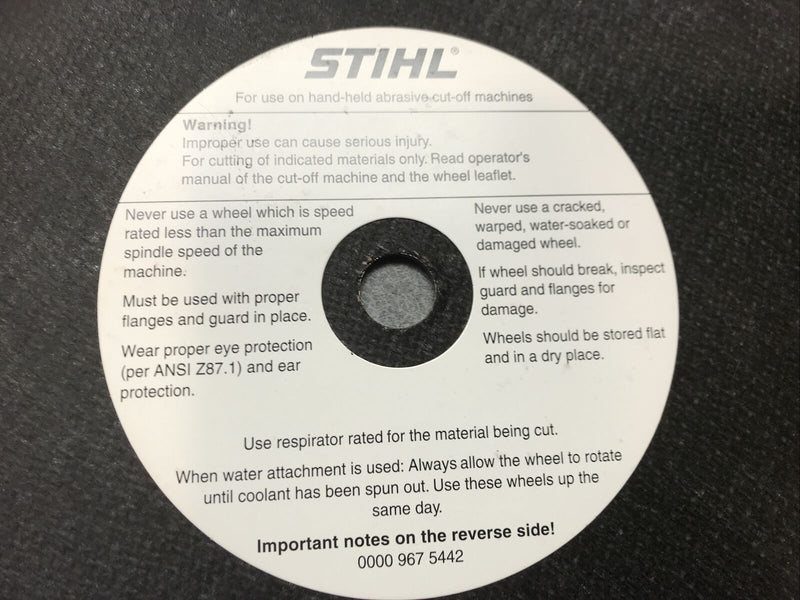 STIHL®
For use on hand-held abrasive cut-off machines
Warning!
Improper use can cause serious injury.
For cutting of indicated materials only. Read operator's
manual of the cut-off machine and the wheel leaflet.
Never use a wheel which is speed
rated less than the maximum
spindle speed of the
machine.
Must be used with proper
flanges and guard in place.
Wear proper eye protection
(per ANSI Z87.1) and ear
protection.
Never use a cracked,
warped, water-soaked or
damaged wheel.
If wheel should break, inspect
guard and flanges for
damage.
Wheels should be stored flat
and in a dry place.
Use respirator rated for the material being cut.
When water attachment is used: Always allow the wheel to rotate
until coolant has been spun out. Use these wheels up the
same day.
Important notes on the reverse side!
0000 967 5442